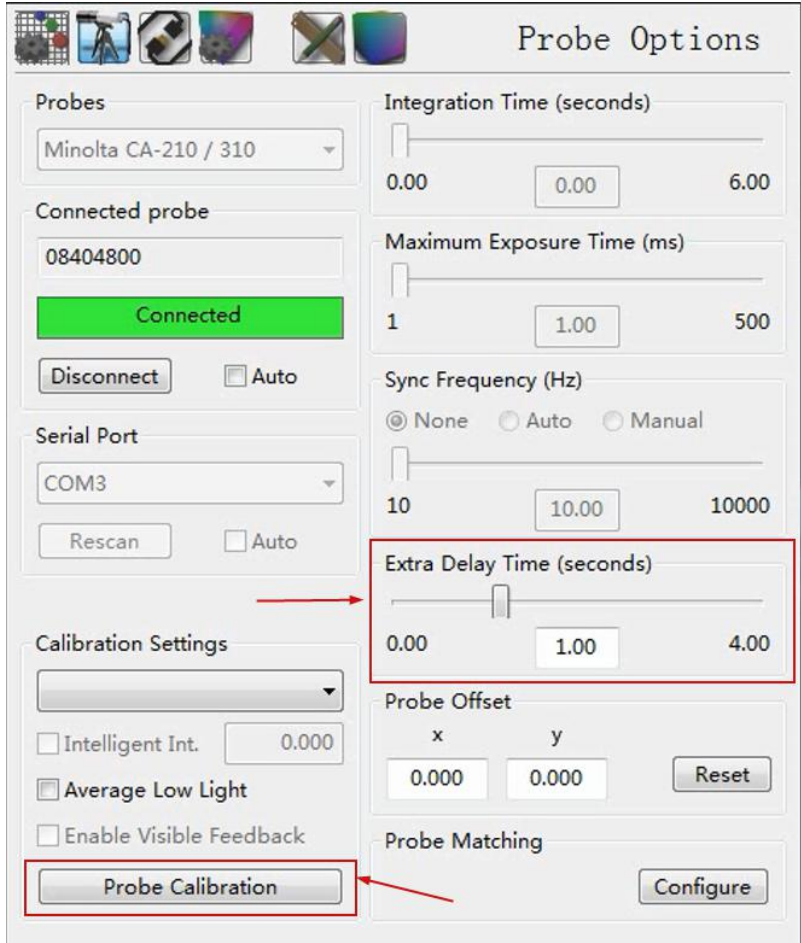 Probe Options
Probes
Minolta CA-210 / 310
Connected probe
08404800
Connected
Disconnect
Auto
Serial Port
COM3
Rescan
Auto
Calibration Settings
Intelligent Int.
0.000
Average Low Light
Enable Visible Feedback
Probe Calibration
Integration Time (seconds)
0.00 0.00 6.00
Maximum Exposure Time (ms)
1 1.00 500
Sync Frequency (Hz)
None Auto Manual
10 10.00 10000
Extra Delay Time (seconds)
0.00 1.00 4.00
Probe Offset
x y
0.000 0.000 Reset
Probe Matching
Configure